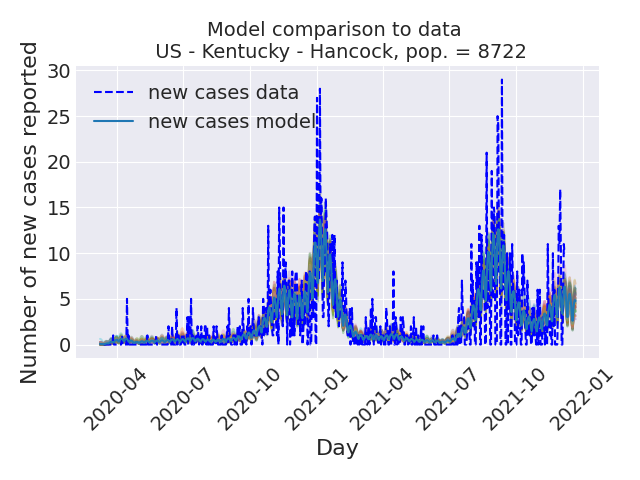 Model comparison to data
US - Kentucky - Hancock, pop. = 8722
Number of new cases reported
30
25
20
15
10
5
0
new cases data
new cases model
2020-04
2020-07
2020-10
2021-01
2021-04
2021-07
2021-10
2022-01
Day